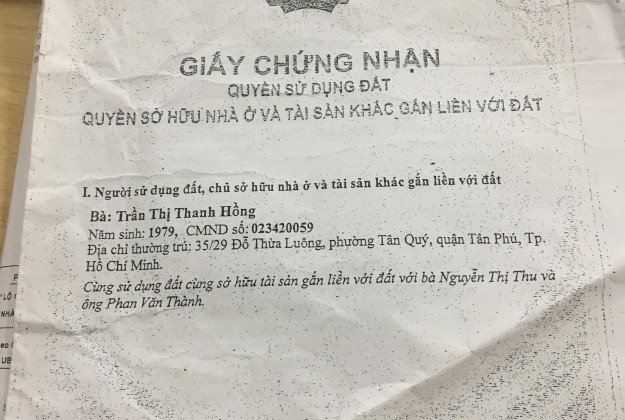 GIẤY CHỨNG NHẬN
QUYỀN SỬ DỤNG ĐẤT
QUYỀN SỞ HỮU NHÀ Ở VÀ TÀI SẢN KHÁC GẮN LIỀN VỚI ĐẤT
I. Người sử dụng đất, chủ sở hữu nhà ở và tài sản khác gắn liền với đất
Bà: Trần Thị Thanh Hồng
Năm sinh: 1979, CMND số: 023420059
Địa chỉ thường trú: 35/29 Đỗ Thừa Luông, phường Tân Quý, quận Tân Phú, Tp.
Hồ Chí Minh.
Cùng sử dụng đất cùng sở hữu tài sản gắn liền với đất với bà Nguyễn Thị Thu và
ông Phan Văn Thành.
LÔ
NHÀ
eo
UB